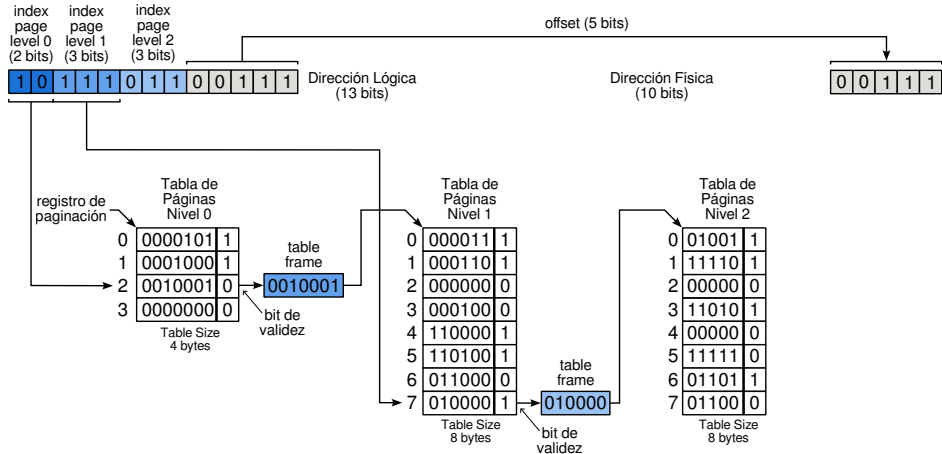 index page level 0 (2 bits)
index page level 1 (3 bits)
index page level 2 (3 bits)
offset (5 bits)
1 0 1 1 1 0 1 1 0 0 1 1 1
Dirección Lógica
(13 bits)
Dirección Física
(10 bits)
0 0 1 1 1
registro de
paginación
Tabla de
Páginas
Nivel 0
0 0000101 1
1 0001000 1
2 0010001 0
3 0000000 0
Table Size
4 bytes
table
frame
0010001
bit de
validez
Tabla de
Páginas
Nivel 1
0 000011 1
1 000110 1
2 000000 0
3 000100 0
4 110000 1
5 110100 1
6 011000 0
7 010000 1
Table Size
8 bytes
table
frame
010000
bit de
validez
Tabla de
Páginas
Nivel 2
0 01001 1
1 11110 1
2 00000 0
3 11010 1
4 00000 0
5 11111 0
6 01101 1
7 01100 0
Table Size
8 bytes